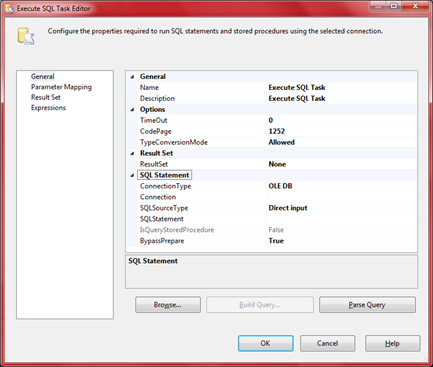 Execute SQL Task Editor
Configure the properties required to run SQL statements and stored procedures using the selected connection.
General
Parameter Mapping
Result Set
Expressions
General
Name Execute SQL Task
Description Execute SQL Task
Options
TimeOut 0
CodePage 1252
TypeConversionMode Allowed
Result Set
ResultSet None
SQL Statement
ConnectionType OLE DB
Connection
SQLSourceType Direct input
SQLStatement
IsQueryStoredProcedure False
BypassPrepare True
SQL Statement
Browse... Build Query... Parse Query
OK Cancel Help